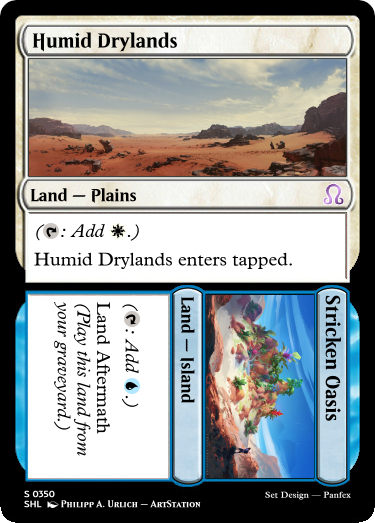 Humid Drylands
Land — Plains
(: Add .)
Humid Drylands enters tapped.
Stricken Oasis
Land — Island
(: Add .)
Land Aftermath
(Play this land from
your graveyard.)
S 0350
SHL Philipp A. Urlich — ArtStation
Set Design — Panfex